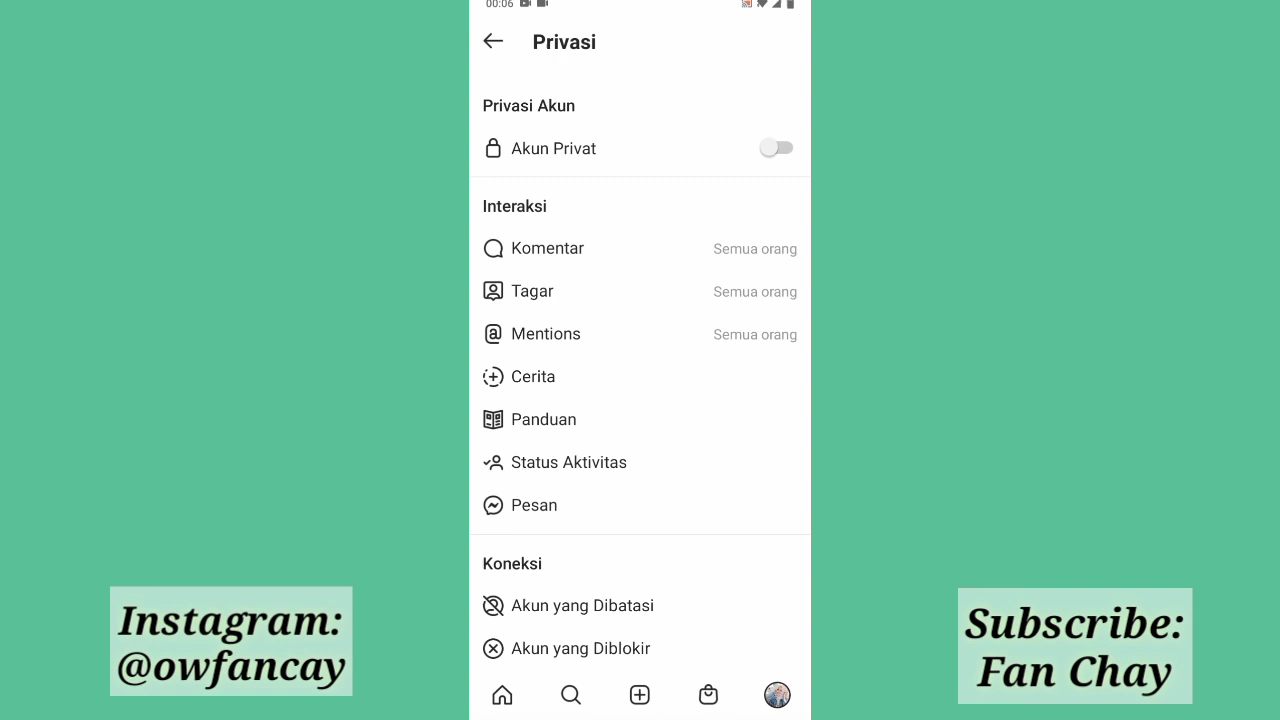 00:06
Privasi
Privasi Akun
Akun Privat
Interaksi
Komentar Semua orang
Tagar Semua orang
Mentions Semua orang
Cerita
Panduan
Status Aktivitas
Pesan
Koneksi
Akun yang Dibatasi
Akun yang Diblokir
Instagram:
@owfancay
Subscribe:
Fan Chay